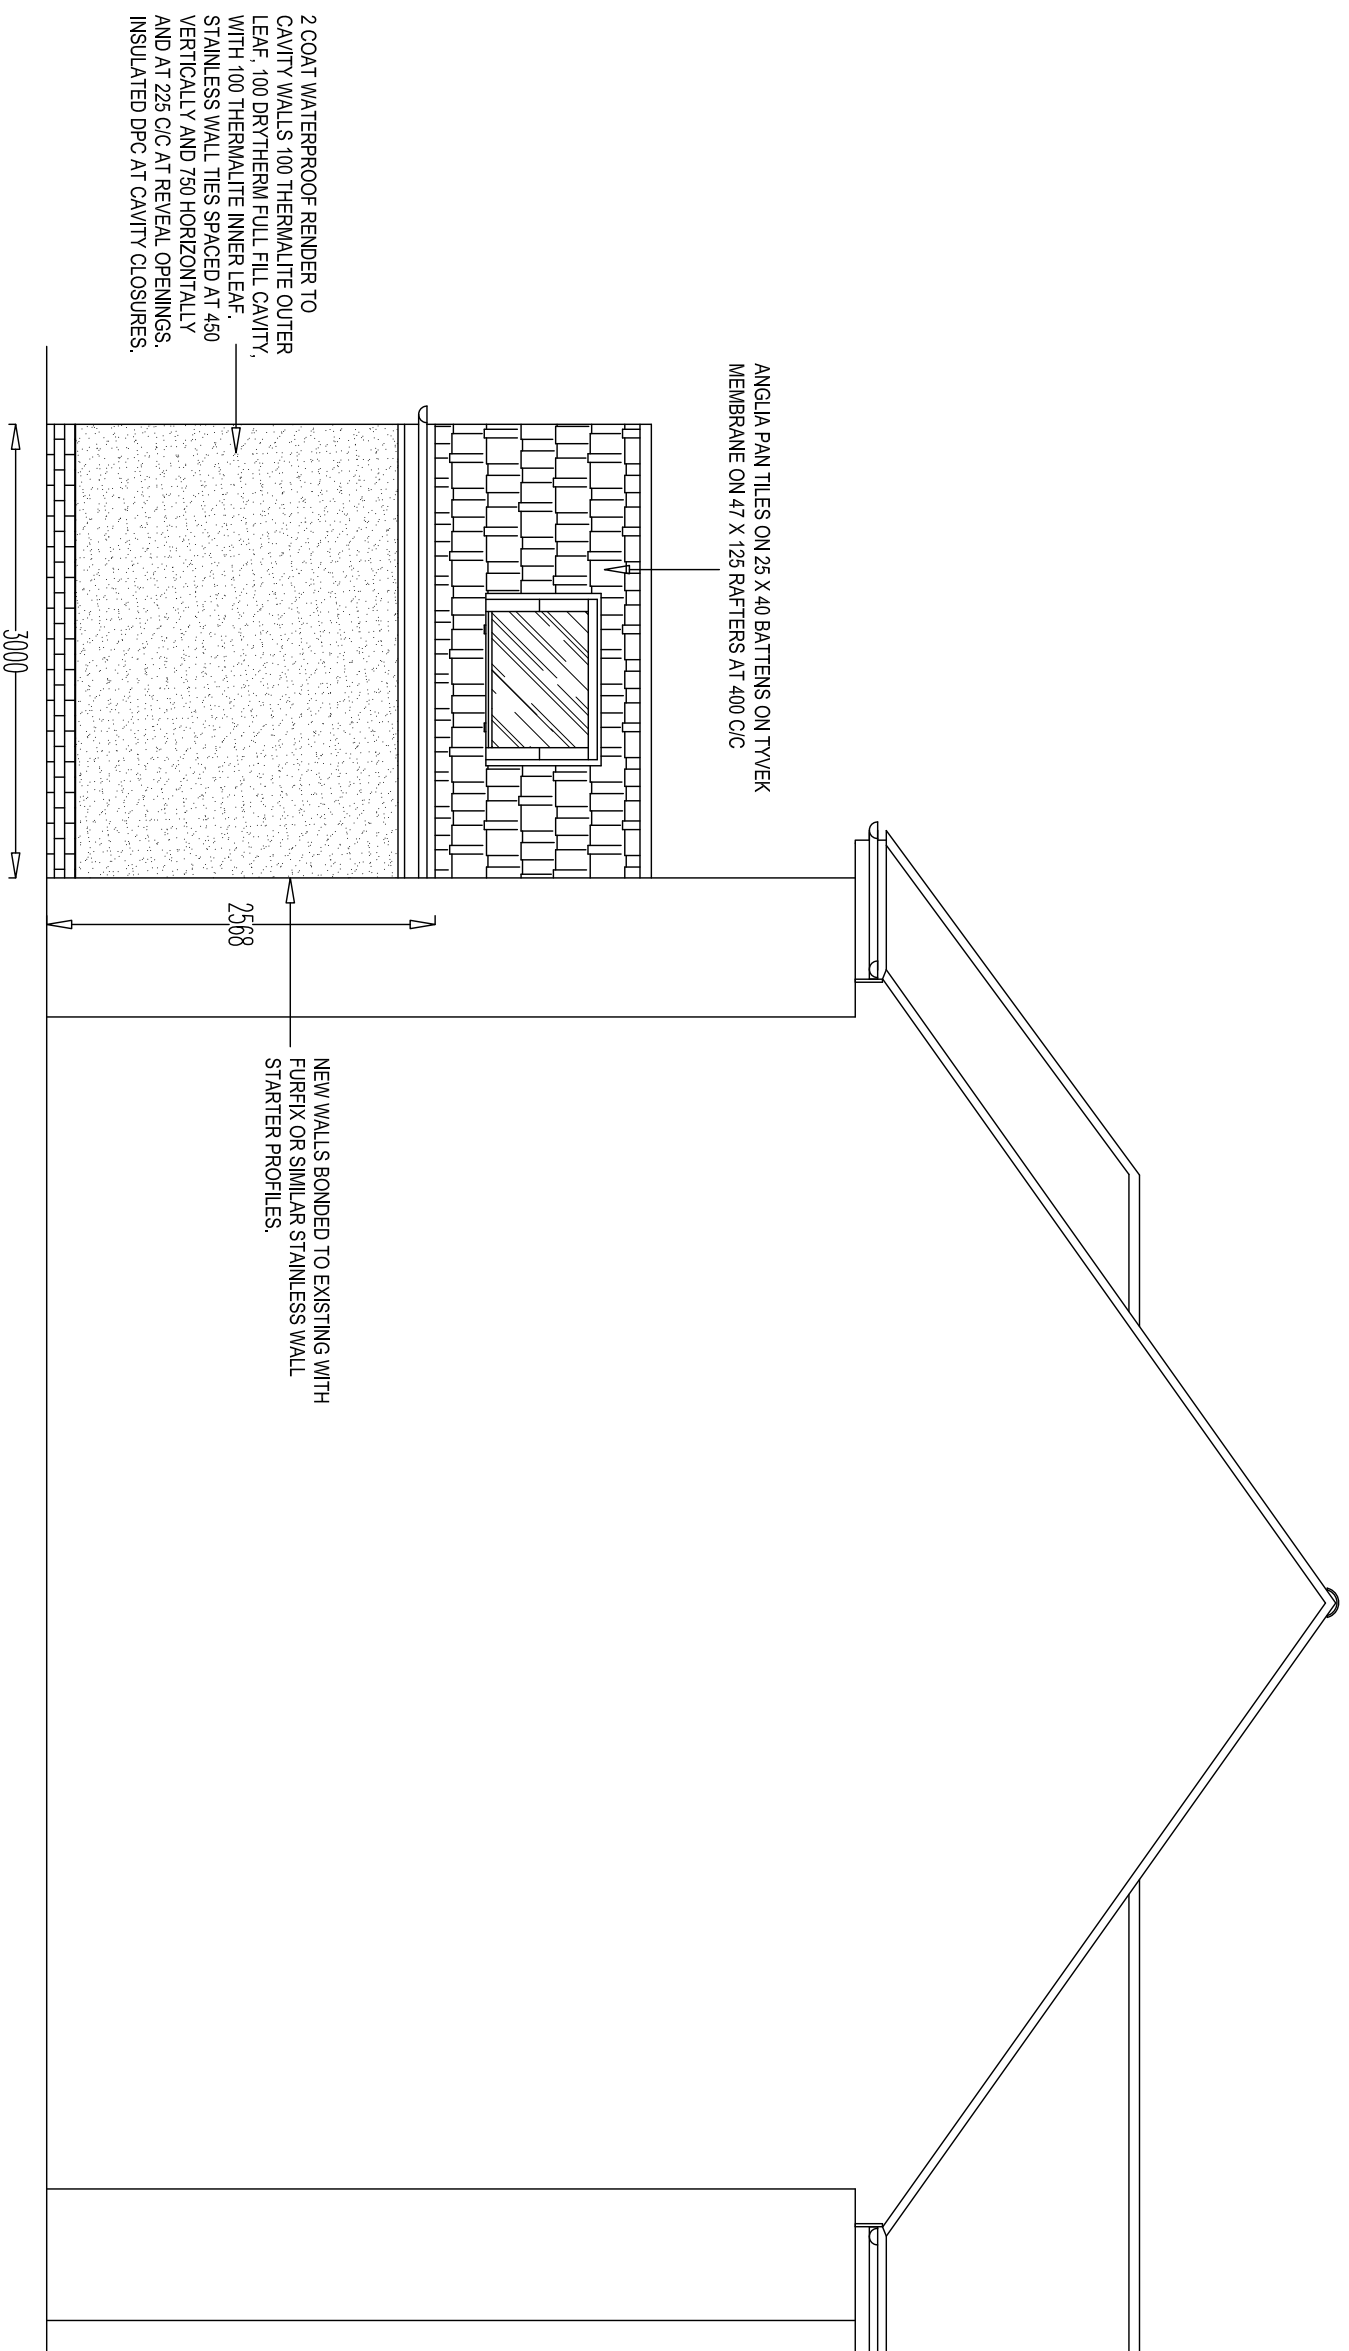 ANGLIA PAN TILES ON 25 X 40 BATTENS ON TYVEK
MEMBRANE ON 47 X 125 RAFTERS AT 400 C/C
2 COAT WATERPROOF RENDER TO
CAVITY WALLS 100 THERMALITE OUTER
LEAF, 100 DRYTHERM FULL FILL CAVITY,
WITH 100 THERMALITE INNER LEAF.
STAINLESS WALL TIES SPACED AT 450
VERTICALLY AND 750 HORIZONTALLY
AND AT 225 C/C AT REVEAL OPENINGS.
INSULATED DPC AT CAVITY CLOSURES.
2568
NEW WALLS BONDED TO EXISTING WITH
FURFIX OR SIMILAR STAINLESS WALL
STARTER PROFILES.
3000